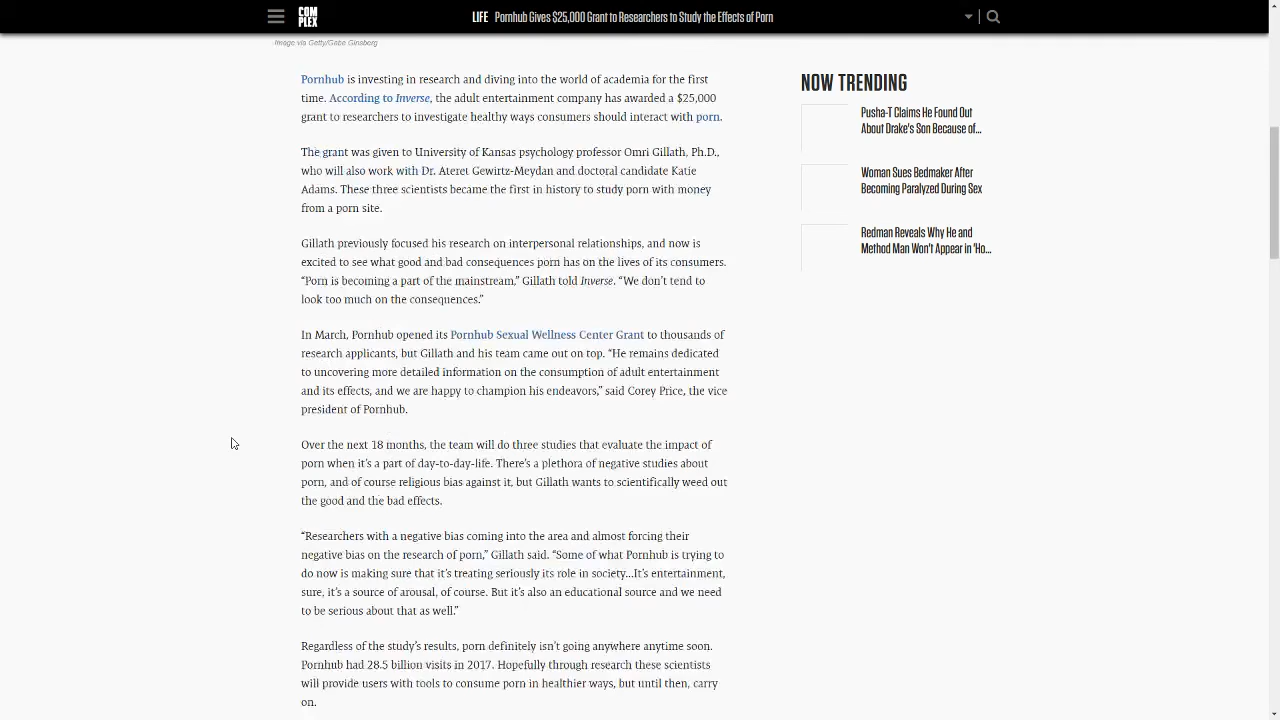 COM
PLEX
LIFE Pornhub Gives $25,000 Grant to Researchers to Study the Effects of Porn
-Image via Getty/Gabe Ginsberg
Pornhub is investing in research and diving into the world of academia for the first
time. According to Inverse, the adult entertainment company has awarded a $25,000
grant to researchers to investigate healthy ways consumers should interact with porn.
The grant was given to University of Kansas psychology professor Omri Gillath, Ph.D.,
who will also work with Dr. Ateret Gewirtz-Meydan and doctoral candidate Katie
Adams. These three scientists became the first in history to study porn with money
from a porn site.
Gillath previously focused his research on interpersonal relationships, and now is
excited to see what good and bad consequences porn has on the lives of its consumers.
“Porn is becoming a part of the mainstream,” Gillath told Inverse. “We don’t tend to
look too much on the consequences.”
In March, Pornhub opened its Pornhub Sexual Wellness Center Grant to thousands of
research applicants, but Gillath and his team came out on top. “He remains dedicated
to uncovering more detailed information on the consumption of adult entertainment
and its effects, and we are happy to champion his endeavors,” said Corey Price, the vice
president of Pornhub.
Over the next 18 months, the team will do three studies that evaluate the impact of
porn when it’s a part of day-to-day-life. There’s a plethora of negative studies about
porn, and of course religious bias against it, but Gillath wants to scientifically weed out
the good and the bad effects.
“Researchers with a negative bias coming into the area and almost forcing their
negative bias on the research of porn,” Gillath said. “Some of what Pornhub is trying to
do now is making sure that it’s treating seriously its role in society...It’s entertainment,
sure, it’s a source of arousal, of course. But it’s also an educational source and we need
to be serious about that as well.”
Regardless of the study’s results, porn definitely isn’t going anywhere anytime soon.
Pornhub had 28.5 billion visits in 2017. Hopefully through research these scientists
will provide users with tools to consume porn in healthier ways, but until then, carry
on.
NOW TRENDING
Pusha-T Claims He Found Out
About Drake's Son Because of...
Woman Sues Bedmaker After
Becoming Paralyzed During Sex
Redman Reveals Why He and
Method Man Won't Appear in 'Ho...